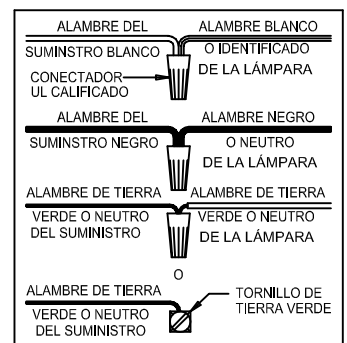 ALAMBRE DEL ALAMBRE BLANCO
SUMINSTRO BLANCO O IDENTIFICADO
DE LA LÁMPARA
CONECTADOR
UL CALIFICADO
ALAMBRE DEL ALAMBRE NEGRO
SUMINSTRO NEGRO O NEUTRO
DE LA LÁMPARA
ALAMBRE DE TIERRA ALAMBRE DE TIERRA
VERDE O NEUTRO VERDE O NEUTRO
DEL SUMINISTRO DE LA LÁMPARA
O
ALAMBRE DE TIERRA TORNILLO DE
VERDE O NEUTRO TIERRA VERDE
DEL SUMINISTRO